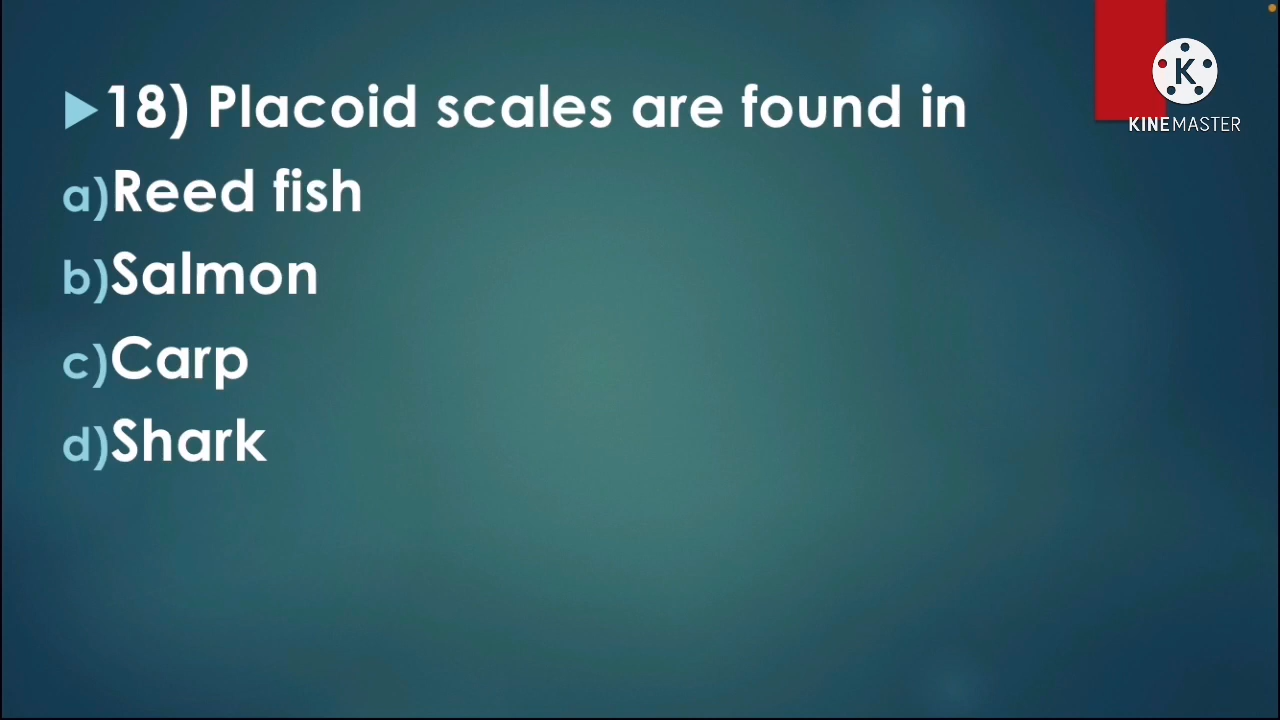 18) Placoid scales are found in
a)Reed fish
b)Salmon
c)Carp
d)Shark
K
KINEMASTER